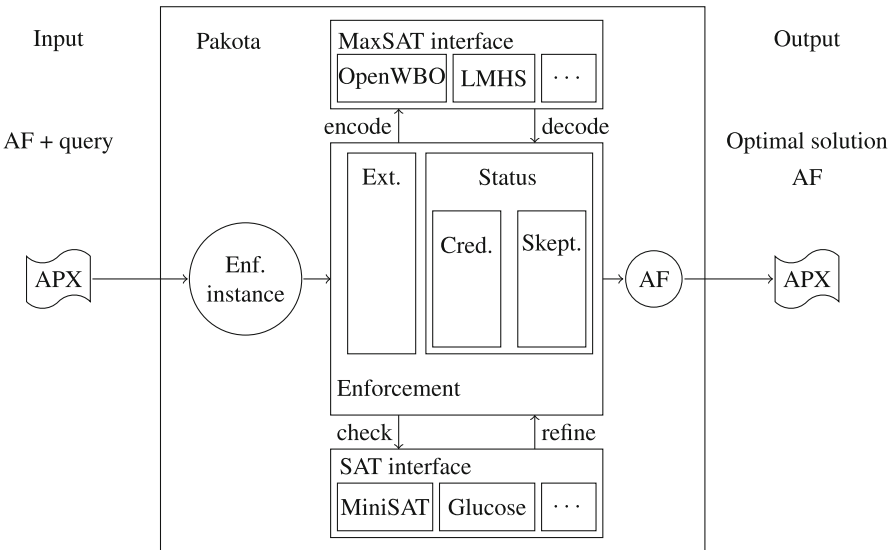 Input
Pakota
MaxSAT interface
Output
OpenWBO
LMHS
···
AF + query
encode
decode
Optimal solution
AF
Ext.
Status
Cred.
Skept.
APX
Enf.
instance
AF
APX
Enforcement
check
refine
SAT interface
MiniSAT
Glucose
···